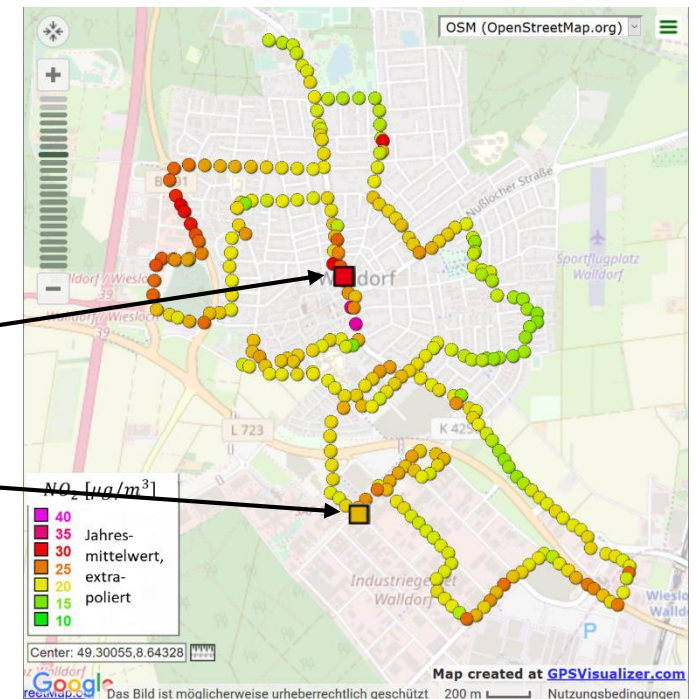 OSM (OpenStreetMap.org)
Nußlocher Straße
Sportflugplatz
Walldorf
Walldorf
39
39
L 723
NO₂ [μg/m³]
40
35
30
25
20
15
10
Jahres-
mittelwert,
extra-
poliert
Industriegebiet
Walldorf
P
Center: 49.30055,8.64328
Google
Map created at GPSVisualizer.com
Das Bild ist möglicherweise urheberrechtlich geschützt
200 m
Nutzungsbedingungen